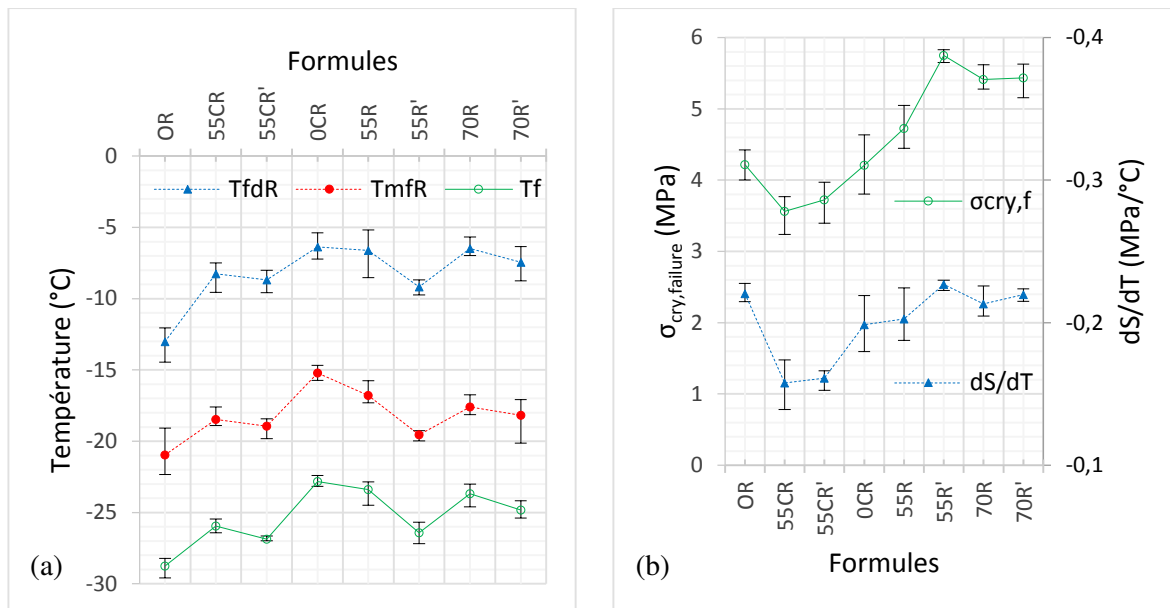 Formules
OR 55CR 55CR' 0CR 55R 55R' 70R 70R'
0
-5
-10
-15
-20
-25
-30
Température (°C)
TfdR TmfR Tf
(a)
6
5
4
3
2
1
0
σcry,failure (MPa)
-0,4
-0,3
-0,2
-0,1
dS/dT (MPa/°C)
σcry,f
dS/dT
OR 55CR 55CR' 0CR 55R 55R' 70R 70R'
Formules
(b)